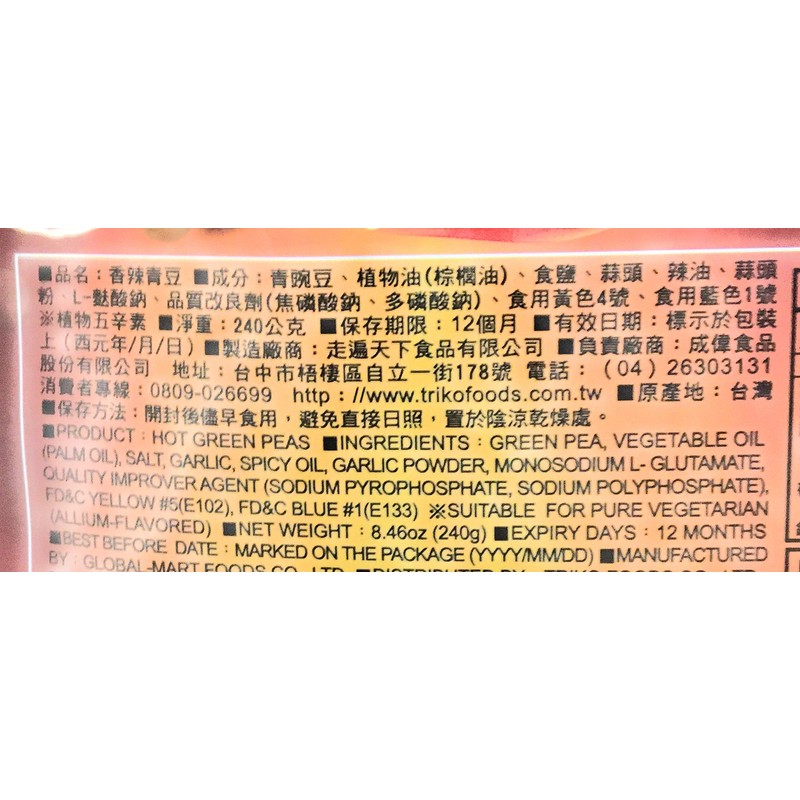 ■品名：香辣青豆 ■成分：青豌豆、植物油(棕櫚油)、食鹽、蒜頭、辣油、蒜頭
粉、L-麩酸鈉、品質改良劑(焦磷酸鈉、多磷酸鈉)、食用黃色4號、食用藍色1號
※植物五辛素 ■淨重：240公克 ■保存期限：12個月 ■有效日期：標示於包裝
上（西元年/月/日）■製造廠商：走遍天下食品有限公司 ■負責廠商：成偉食品
股份有限公司 地址：台中市梧棲區自立一街178號 電話：（04）26303131
消費者專線：0809-026699 http：//www.trikofoods.com.tw ■原產地：台灣
■保存方法：開封後儘早食用，避免直接日照，置於陰涼乾燥處。
■PRODUCT：HOT GREEN PEAS ■INGREDIENTS：GREEN PEA, VEGETABLE OIL
(PALM OIL), SALT, GARLIC, SPICY OIL, GARLIC POWDER, MONOSODIUM L- GLUTAMATE,
QUALITY IMPROVER AGENT (SODIUM PYROPHOSPHATE, SODIUM POLYPHOSPHATE),
FD&C YELLOW #5(E102), FD&C BLUE #1(E133) ※SUITABLE FOR PURE VEGETARIAN
(ALLIUM-FLAVORED) ■NET WEIGHT：8.46oz (240g) ■EXPIRY DAYS：12 MONTHS
■BEST BEFORE DATE：MARKED ON THE PACKAGE (YYYY/MM/DD) ■MANUFACTURED
BY：GLOBAL-MART FOODS CO., LTD. ■DISTRIBUTED BY：TRIKO FOODS CO., LTD.